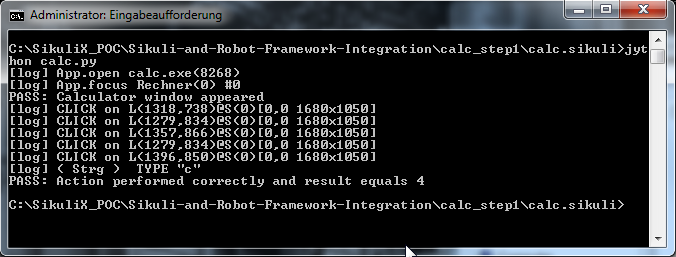 Administrator: Eingabeaufforderung
C:\SikuliX_POC\Sikuli-and-Robot-Framework-Integration\calc_step1\calc.sikuli>jyt
hon calc.py
[log] App.open calc.exe(8268)
[log] App.focus Rechner(0) #0
PASS: Calculator window appeared
[log] CLICK on L(1318,738)@S(0)[0,0 1680x1050]
[log] CLICK on L(1279,834)@S(0)[0,0 1680x1050]
[log] CLICK on L(1357,866)@S(0)[0,0 1680x1050]
[log] CLICK on L(1279,834)@S(0)[0,0 1680x1050]
[log] CLICK on L(1396,850)@S(0)[0,0 1680x1050]
[log] ( Strg )  TYPE "c"
PASS: Action performed correctly and result equals 4
C:\SikuliX_POC\Sikuli-and-Robot-Framework-Integration\calc_step1\calc.sikuli>